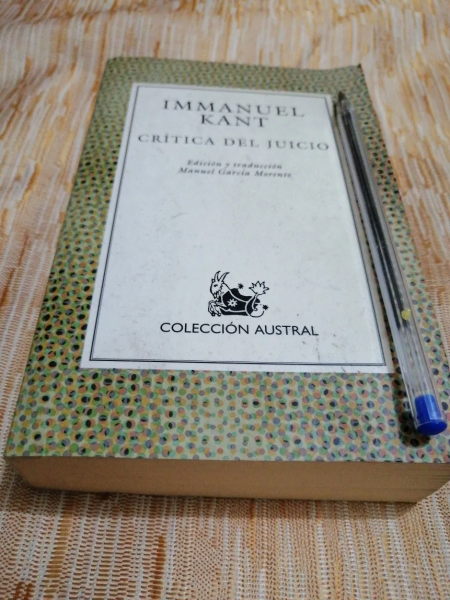 IMMANUEL
KANT
CRÍTICA DEL JUICIO
Edición y traducción
Manuel García Morente
COLECCIÓN AUSTRAL